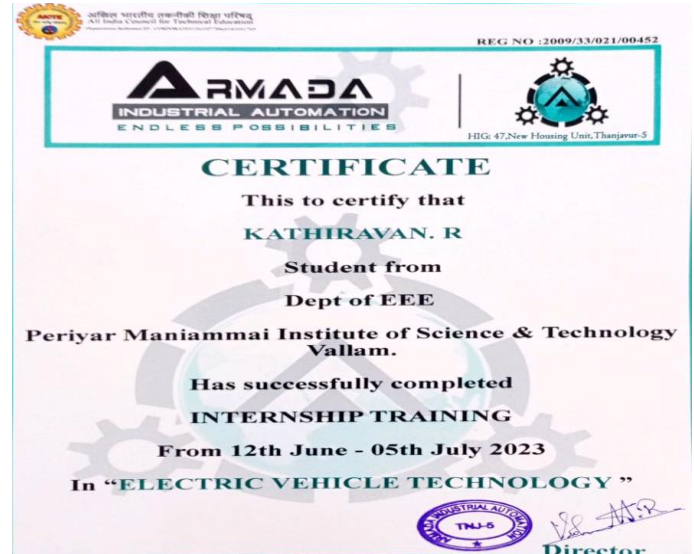 अखिल भारतीय तकनीकी शिक्षा परिषद्
All India Council for Technical Education
REG NO :2009/33/021/00452
ARMADA
INDUSTRIAL AUTOMATION
ENDLESS POSSIBILITIES
HIG: 47,New Housing Unit,Thanjavur-5
CERTIFICATE
This to certify that
KATHIRAVAN. R
Student from
Dept of EEE
Periyar Maniammai Institute of Science & Technology
Vallam.
Has successfully completed
INTERNSHIP TRAINING
From 12th June - 05th July 2023
In “ELECTRIC VEHICLE TECHNOLOGY ”
ARMADA INDUSTRIAL AUTOMATION
TNJ-5
Director